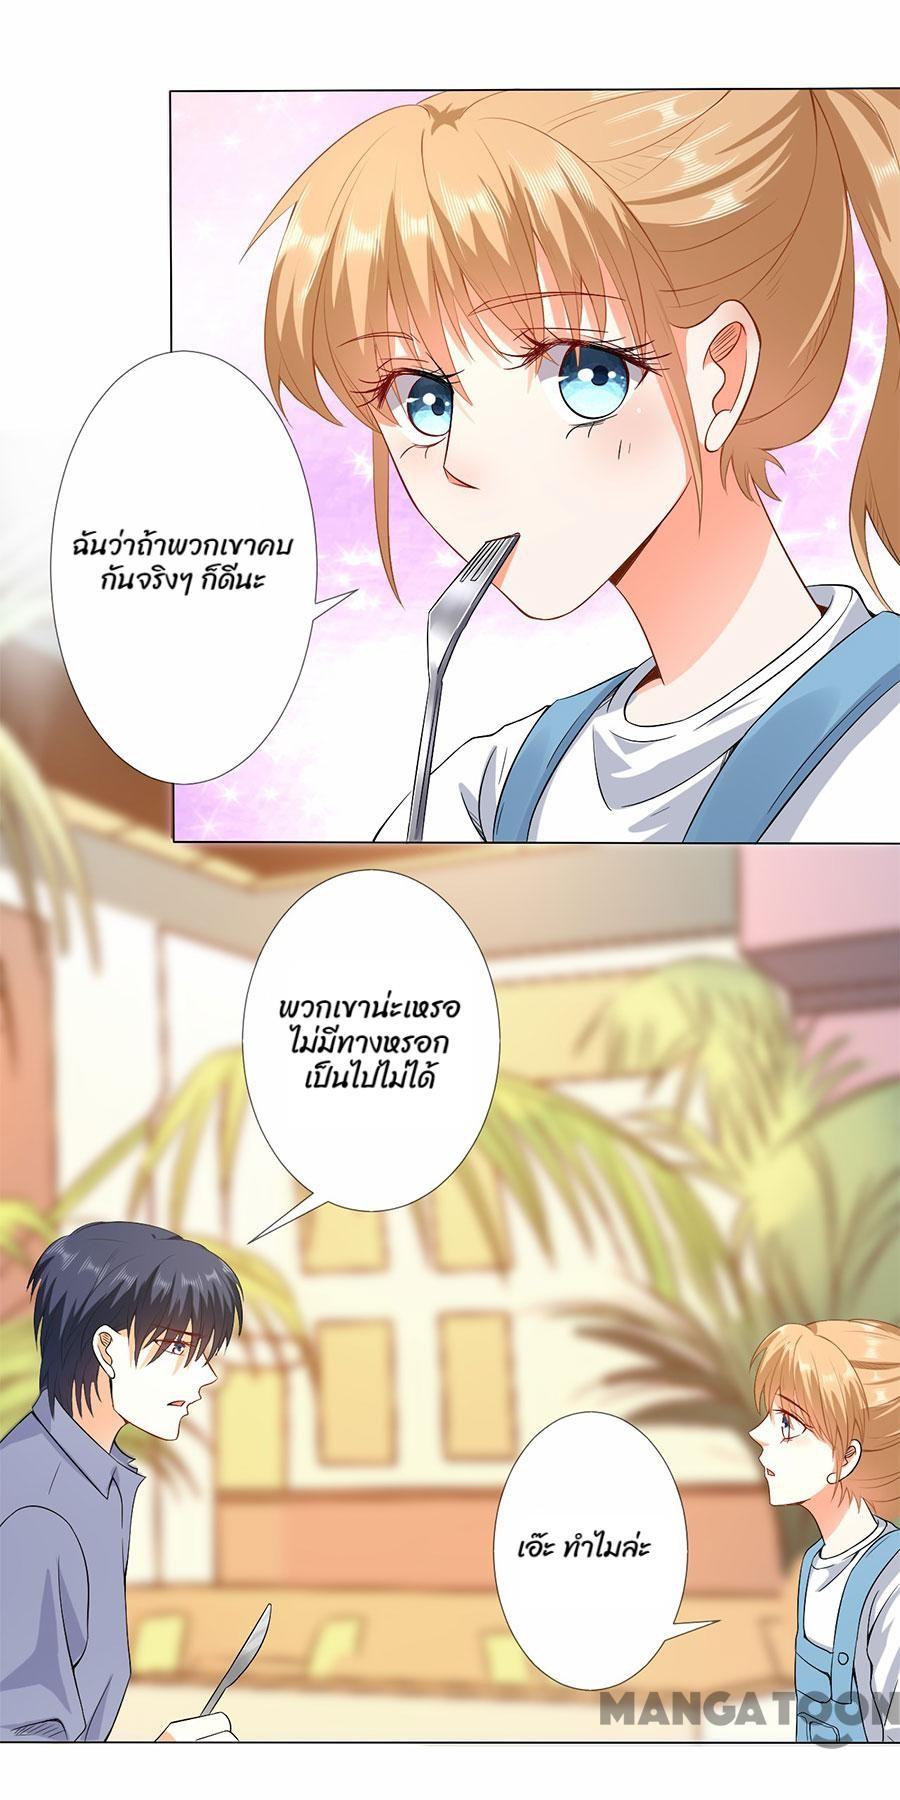 ฉันว่าถ้าพวกเขาคบ
กันจริงๆ ก็ดีนะ
พวกเขาน่ะเหรอ
ไม่มีทางหรอก
เป็นไปไม่ได้
เอ๊ะ ทำไมล่ะ
MANGA TOON